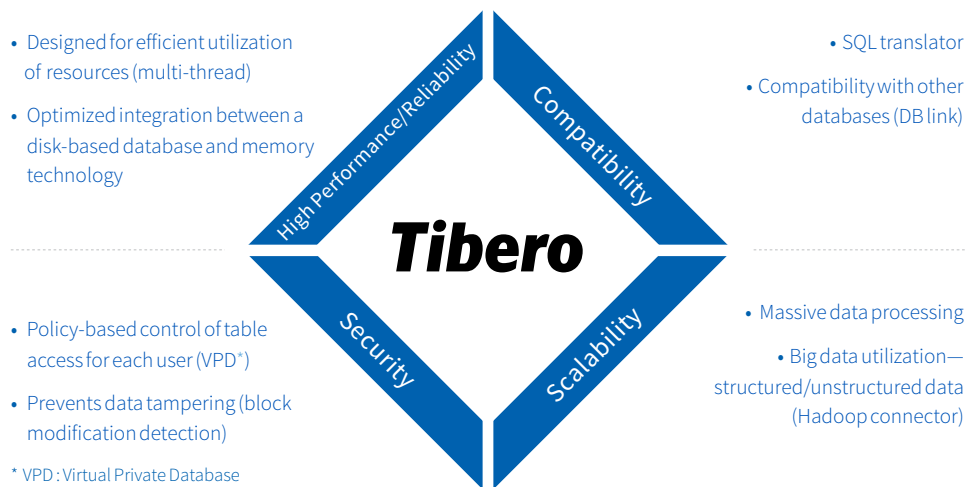 • Designed for efficient utilization
of resources (multi-thread)
• Optimized integration between a
disk-based database and memory
technology
High Performance/Reliability
Compatibility
• SQL translator
• Compatibility with other
databases (DB link)
Tibero
• Policy-based control of table
access for each user (VPD*)
• Prevents data tampering (block
modification detection)
* VPD : Virtual Private Database
Security
Scalability
• Massive data processing
• Big data utilization—
structured/unstructured data
(Hadoop connector)